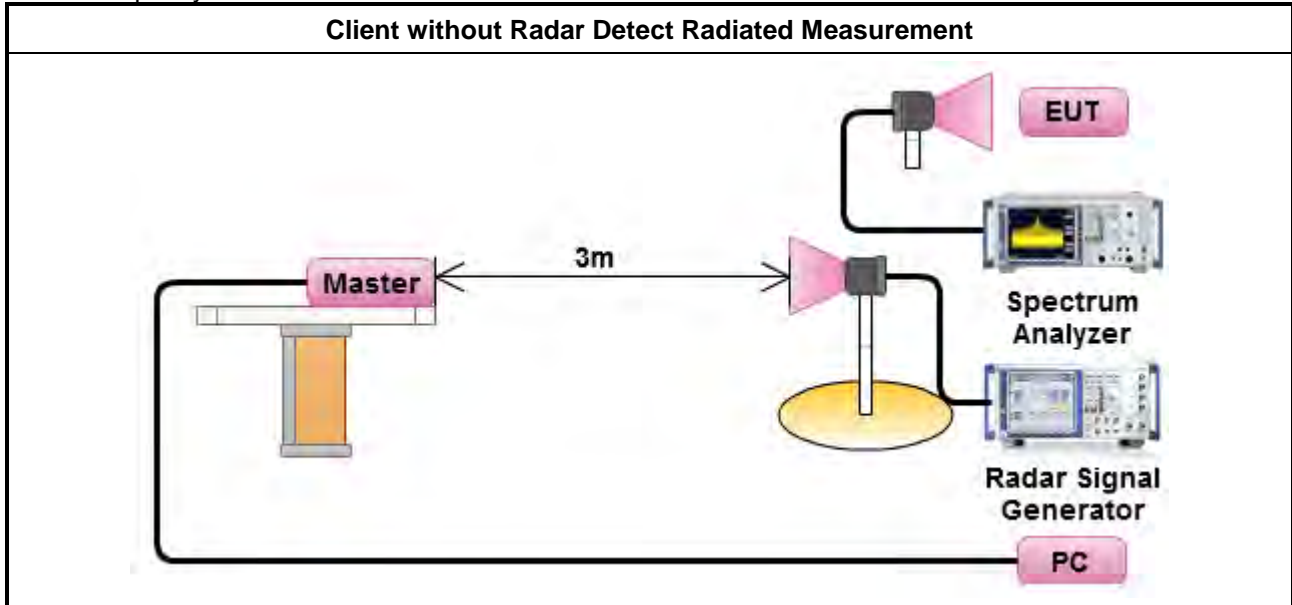 Client without Radar Detect Radiated Measurement
EUT
3m
Master
Spectrum
Analyzer
Radar Signal
Generator
PC